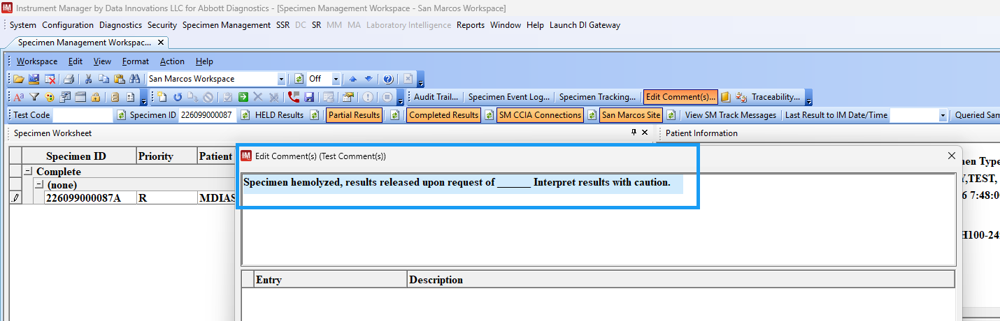 Instrument Manager by Data Innovations LLC for Abbott Diagnostics - [Specimen Management Workspace - San Marcos Workspace]
System Configuration Diagnostics Security Specimen Management SSR DC SR MM MA Laboratory Intelligence Reports Window Help Launch DI Gateway
Specimen Management Workspac...
Workspace Edit View Format Action Help
San Marcos Workspace Off
Audit Trail... Specimen Event Log... Specimen Tracking... Edit Comment(s)... Traceability...
Test Code Specimen ID 226099000087 HELD Results Partial Results Completed Results SM CCIA Connections San Marcos Site View SM Track Messages Last Result to IM Date/Time Queried Sam
Specimen Worksheet Patient Information
Specimen ID Priority Patient
Complete
(none)
226099000087A R MDIAS
IM Edit Comment(s) (Test Comment(s))
Specimen hemolyzed, results released upon request of ______ Interpret results with caution.
Entry Description
men Type
Y,TEST,
6 7:48:0
H100-24